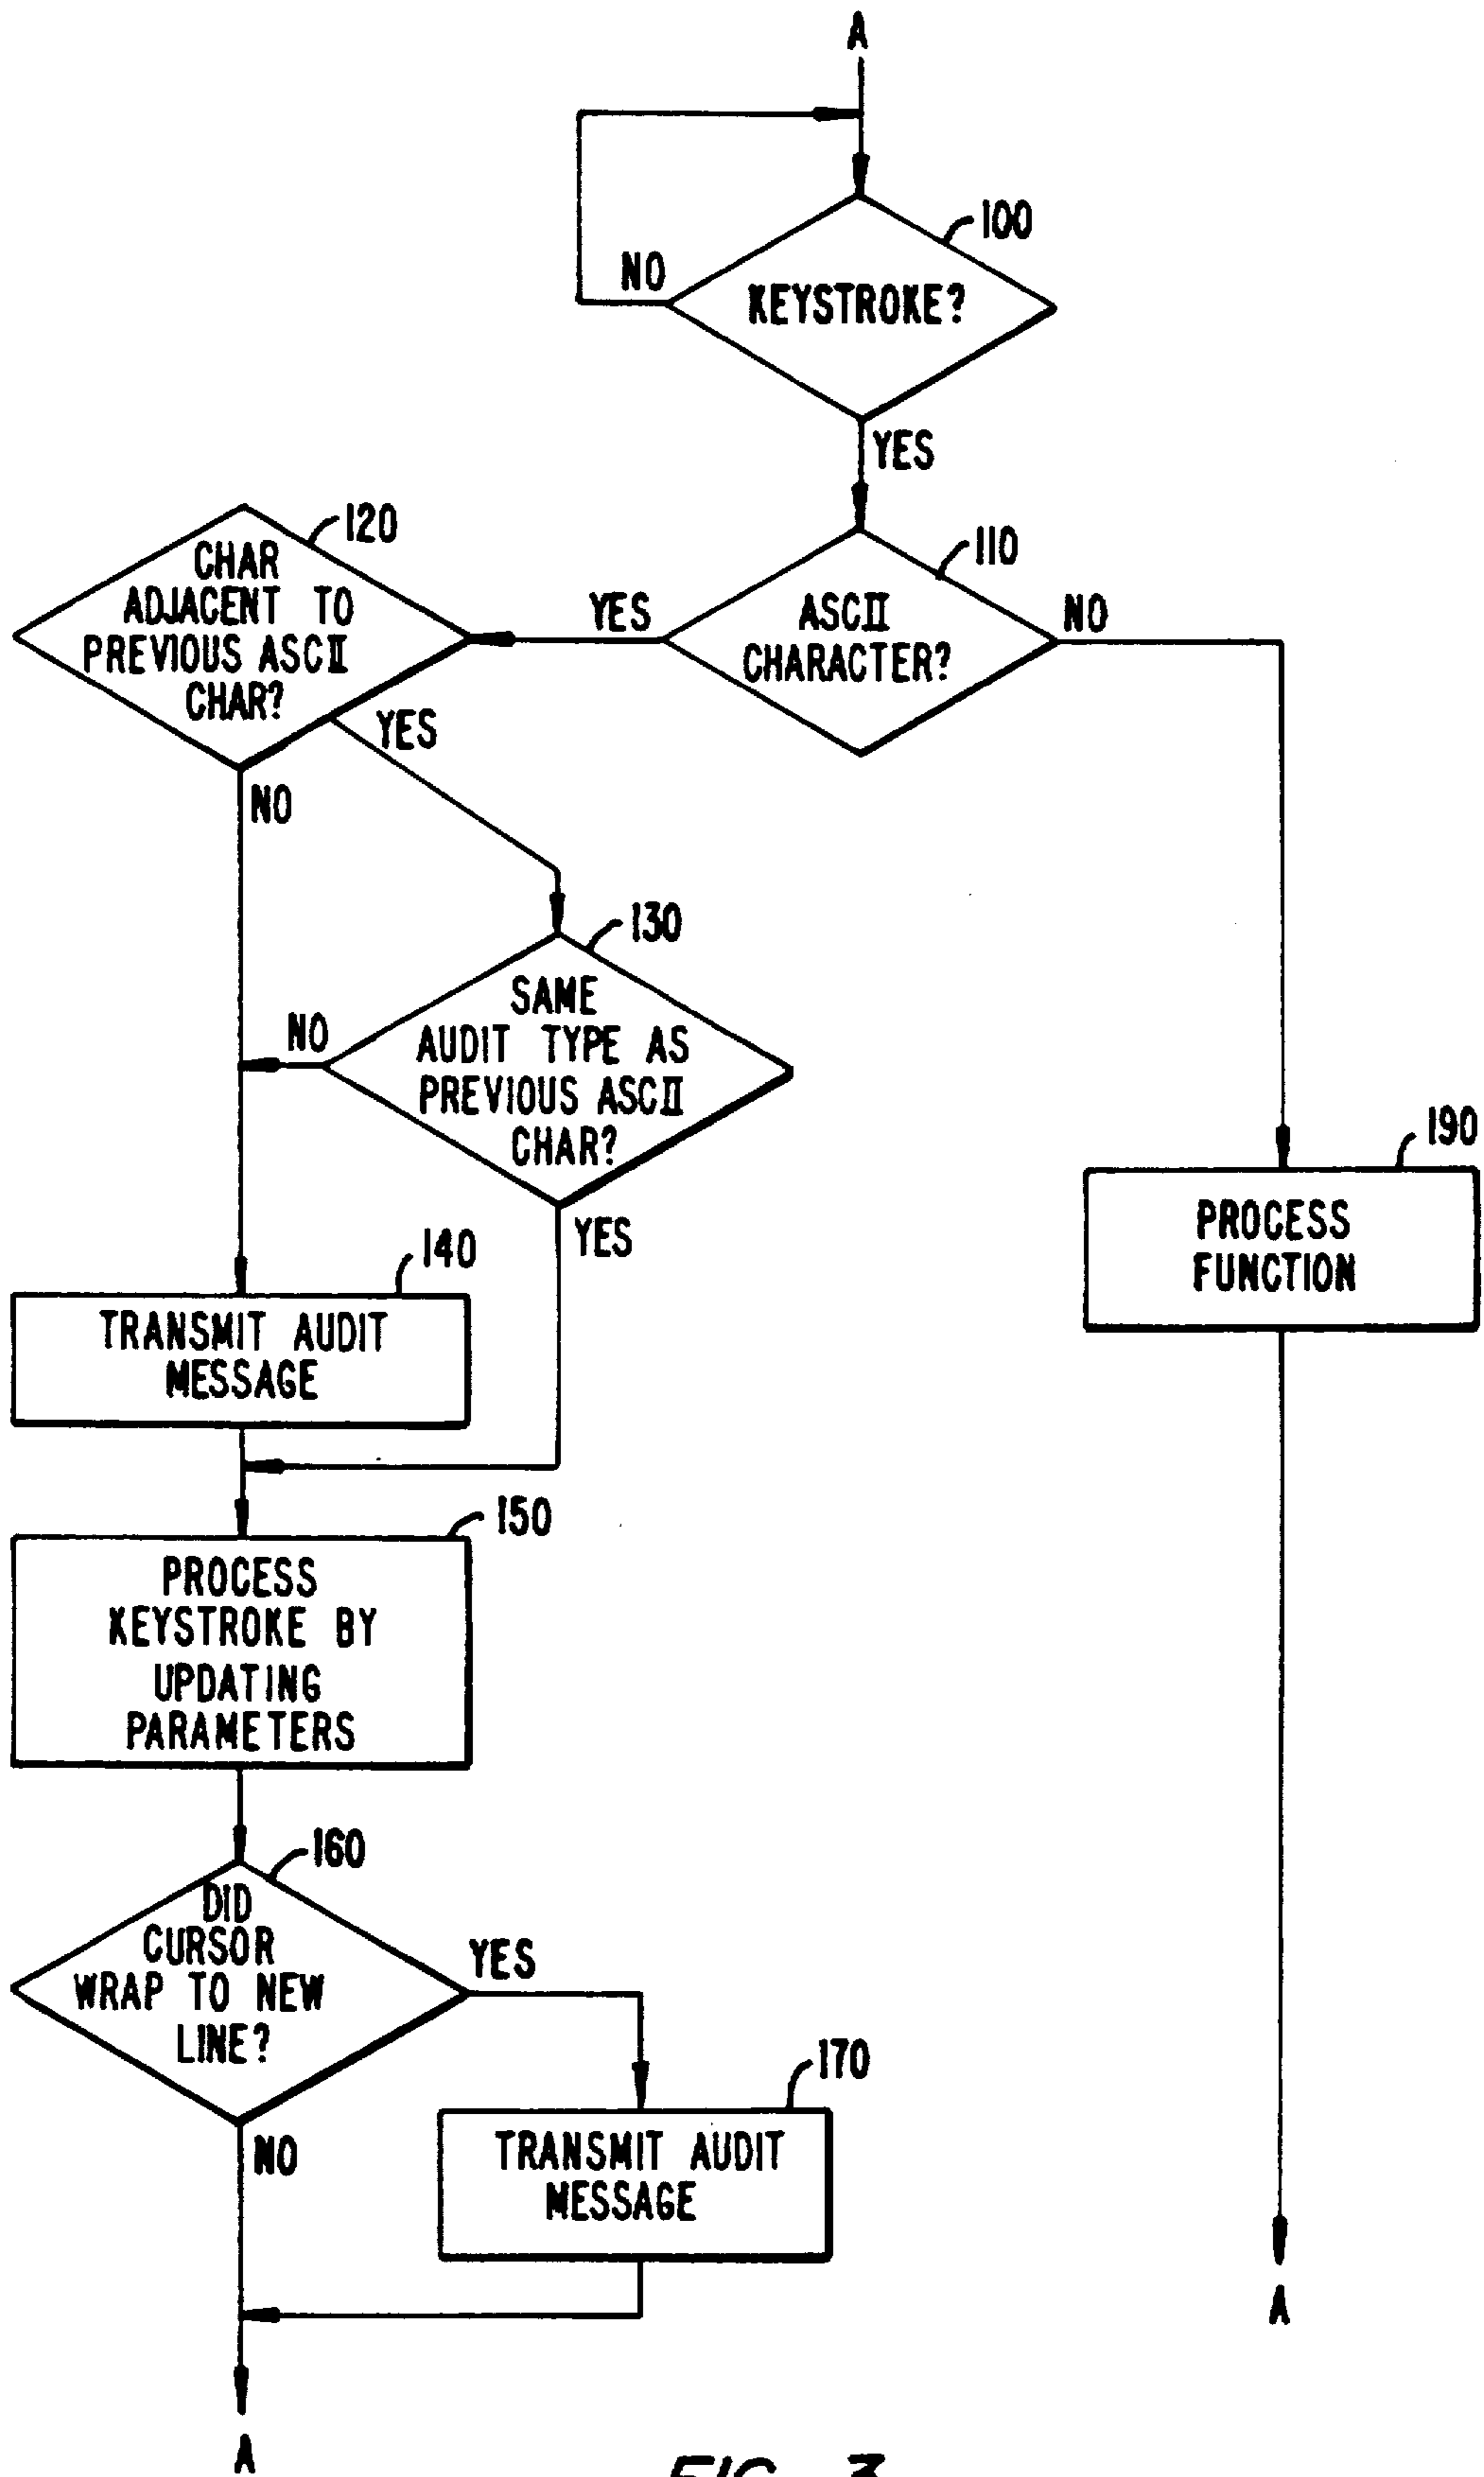 A
100
NO
KEYSTROKE?
YES
120
CHAR
ADJACENT TO
PREVIOUS ASCII
CHAR?
110
YES
ASCII
CHARACTER?
NO
YES
NO
130
SAME
AUDIT TYPE AS
PREVIOUS ASCII
CHAR?
NO
YES
190
PROCESS
FUNCTION
140
TRANSMIT AUDIT
MESSAGE
150
PROCESS
KEYSTROKE BY
UPDATING
PARAMETERS
160
DID
CURSOR
WRAP TO NEW
LINE?
YES
170
TRANSMIT AUDIT
MESSAGE
NO
A
A
FIG. 3